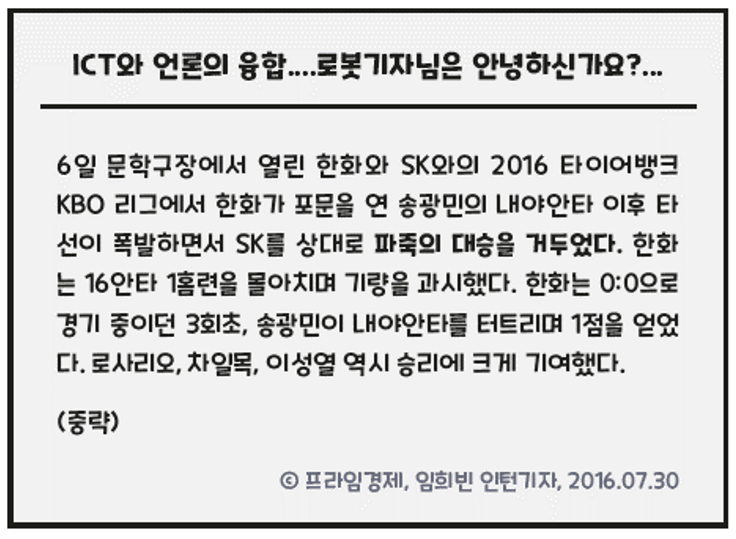 ICT와 언론의 융합....로봇기자님은 안녕하신가요?...
6일 문학구장에서 열린 한화와 SK와의 2016 타이어뱅크
KBO 리그에서 한화가 포문을 연 송광민의 내야안타 이후 타
선이 폭발하면서 SK를 상대로 파죽의 대승을 거두었다. 한화
는 16안타 1홈련을 몰아치며 기량을 과시했다. 한화는 0:0으로
경기 중이던 3회초, 송광민이 내야안타를 터트리며 1점을 얻었
다. 로사리오, 차일목, 이성열 역시 승리에 크게 기여했다.
(중략)
© 프라임경제, 임희빈 인턴기자, 2016.07.30